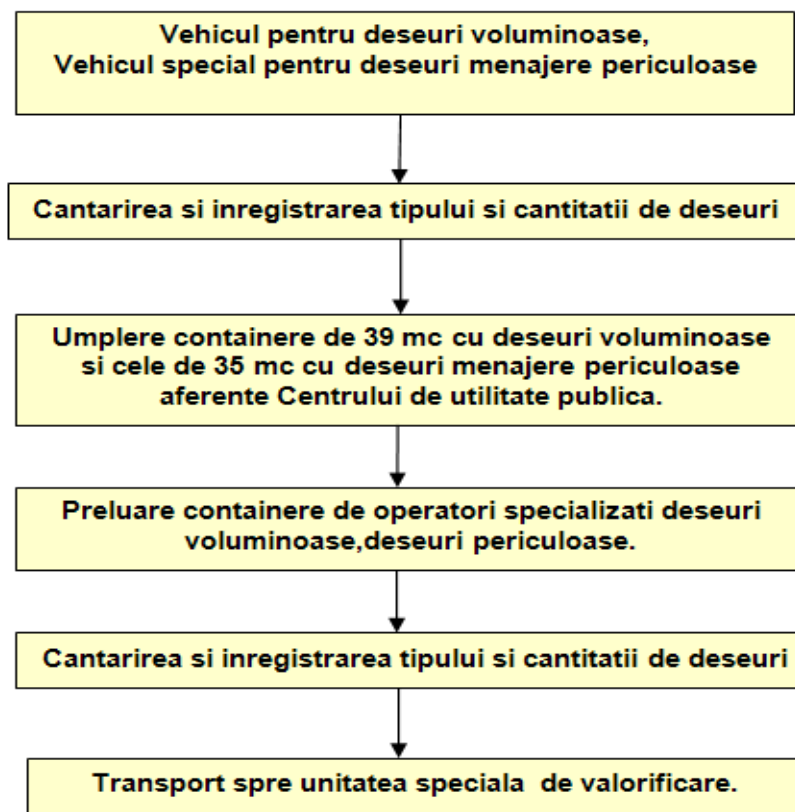 Vehicul pentru deseuri voluminoase,
Vehicul special pentru deseuri menajere periculoase
Cantarirea si inregistrarea tipului si cantitatii de deseuri
Umplere containere de 39 mc cu deseuri voluminoase
si cele de 35 mc cu deseuri menajere periculoase
aferente Centrului de utilitate publica.
Preluare containere de operatori specializati deseuri
voluminoase,deseuri periculoase.
Cantarirea si inregistrarea tipului si cantitatii de deseuri
Transport spre unitatea speciala de valorificare.